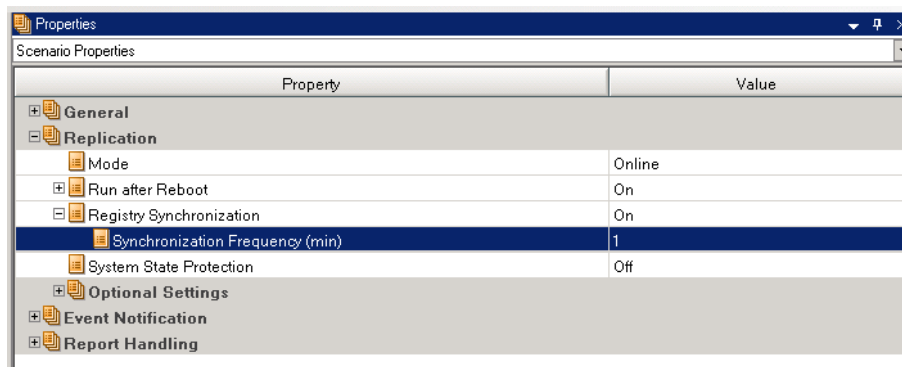 Properties
Scenario Properties
Property Value
General
Replication
Mode Online
Run after Reboot On
Registry Synchronization On
Synchronization Frequency (min) 1
System State Protection Off
Optional Settings
Event Notification
Report Handling